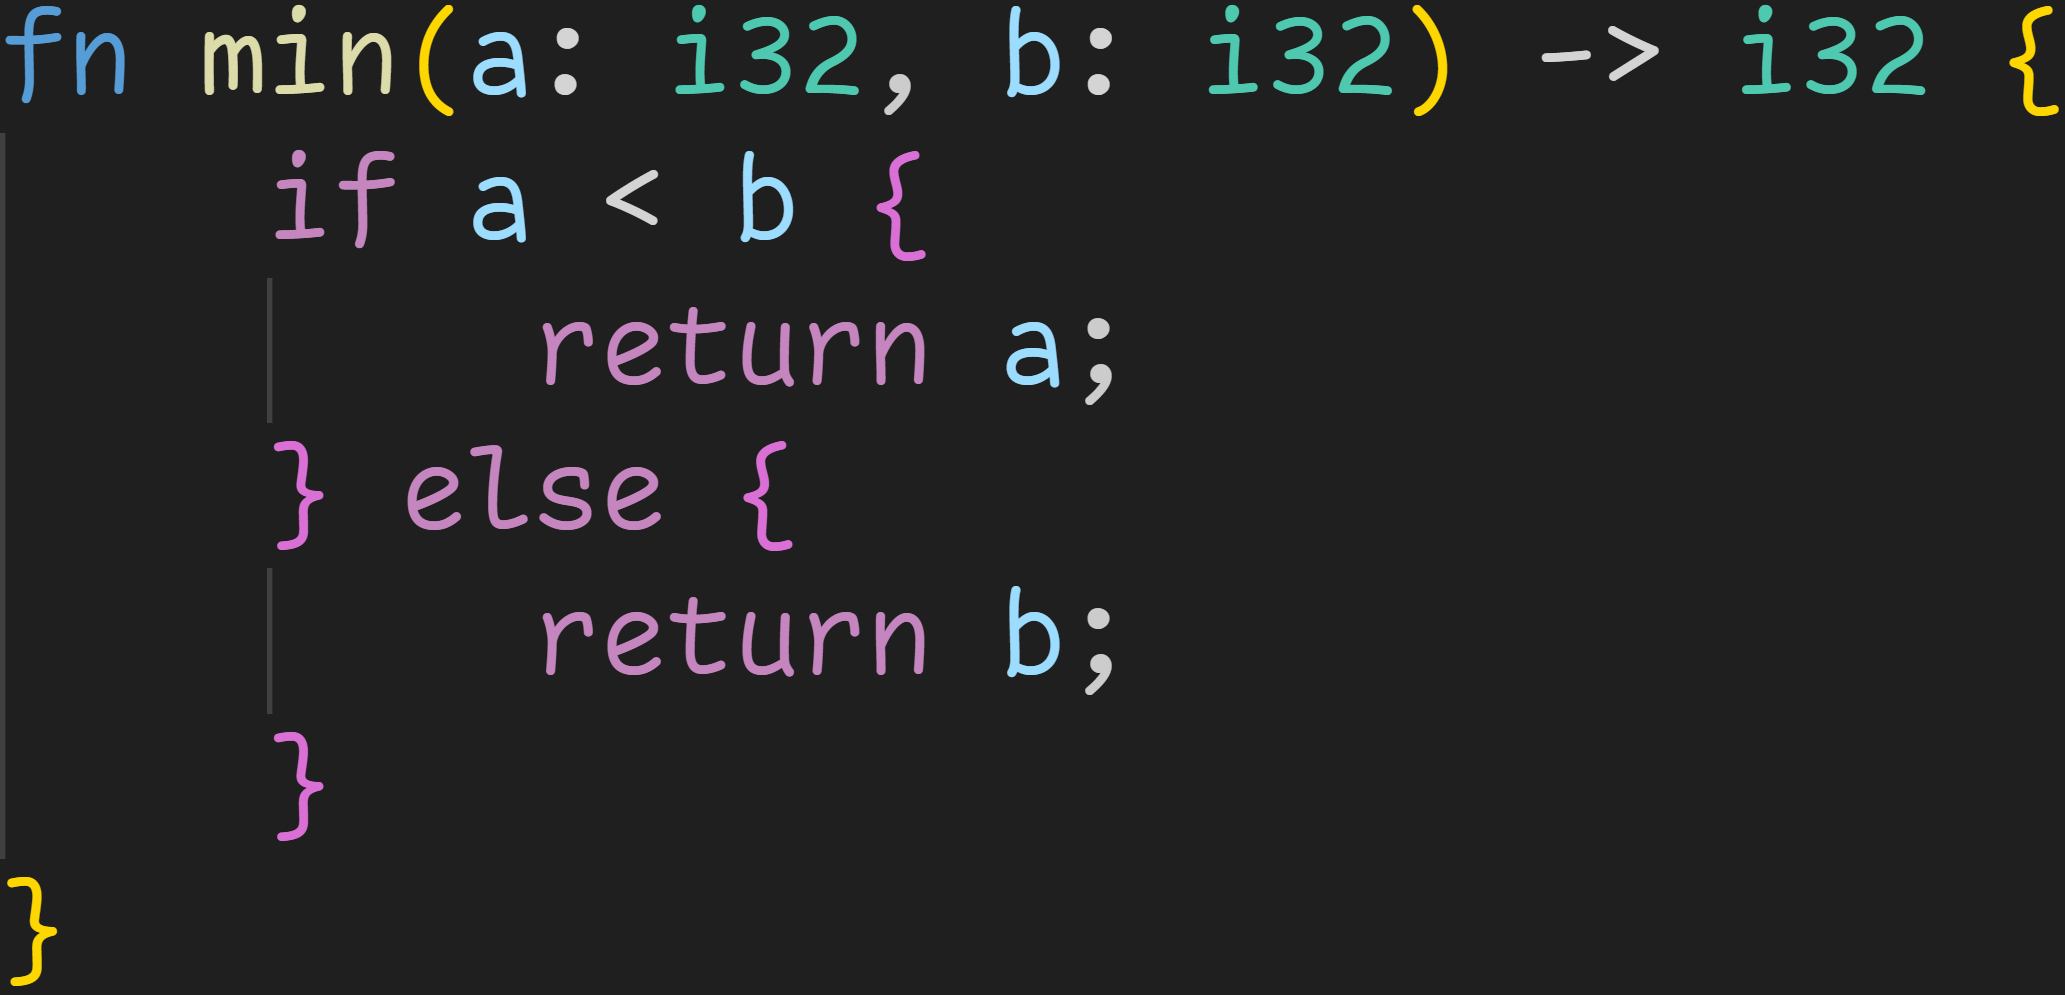 fn min(a: i32, b: i32) -> i32 {
    if a < b {
        return a;
    } else {
        return b;
    }
}